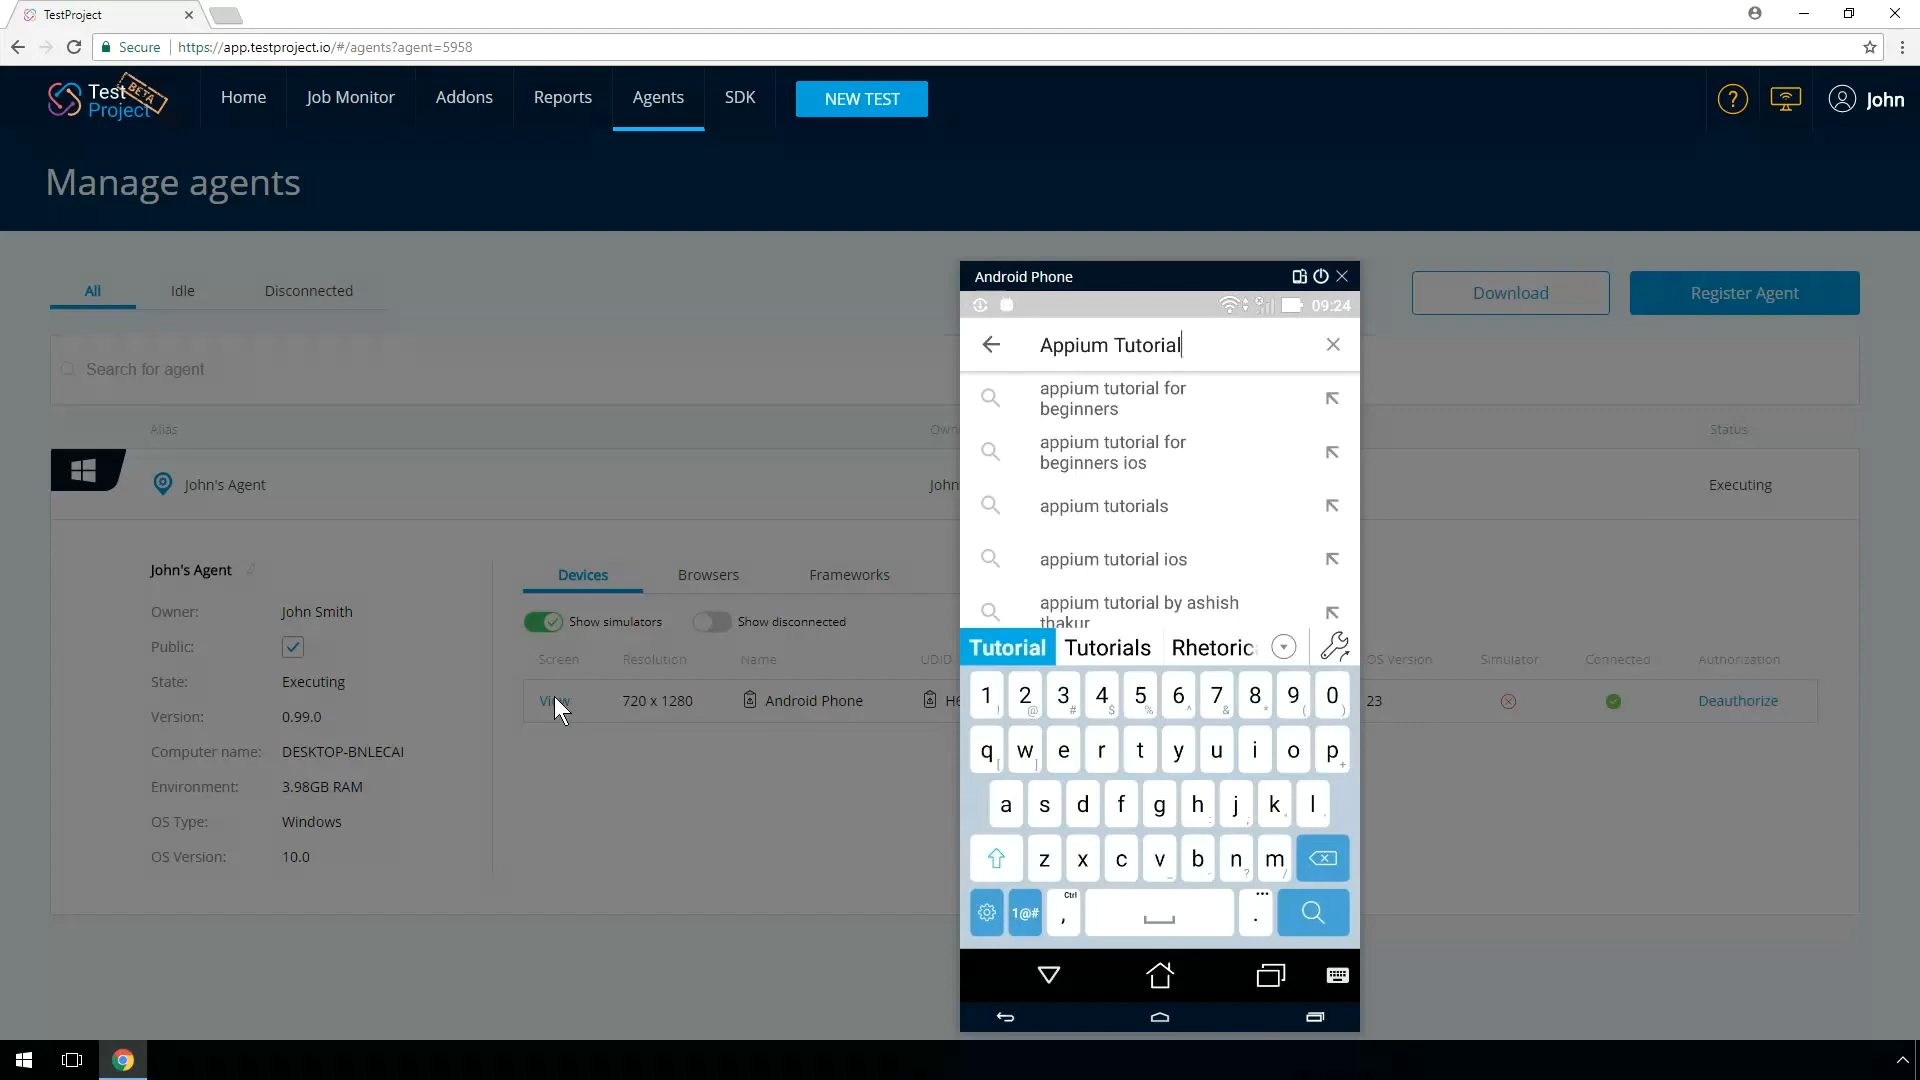 TestProject
Secure
https://app.testproject.io/#/agents?agent=5958
Test
Project
BETA
Home
Job Monitor
Addons
Reports
Agents
SDK
NEW TEST
?
John
Manage agents
All
Idle
Disconnected
Download
Register Agent
Search for agent
Alias
Status
John's Agent
John
Executing
John's Agent
Owner:
John Smith
Public:
State:
Executing
Version:
0.99.0
Computer name:
DESKTOP-BNLECAI
Environment:
3.98GB RAM
OS Type:
Windows
OS Version:
10.0
Devices
Browsers
Frameworks
Show simulators
Show disconnected
Screen
Resolution
Name
UDID
OS Version
Simulator
Connected
Authorization
View
720 x 1280
Android Phone
23
Deauthorize
Android Phone
09:24
Appium Tutorial
appium tutorial for
beginners
appium tutorial for
beginners ios
appium tutorials
appium tutorial ios
appium tutorial by ashish
thakur
Tutorial Tutorials Rhetoric
1 2 3 4 5 6 7 8 9 0
! @ # $ % ^ & * ( )
q w e r t y u i o p
a s d f g h j k l
z x c v b n m
1@# Ctrl , .